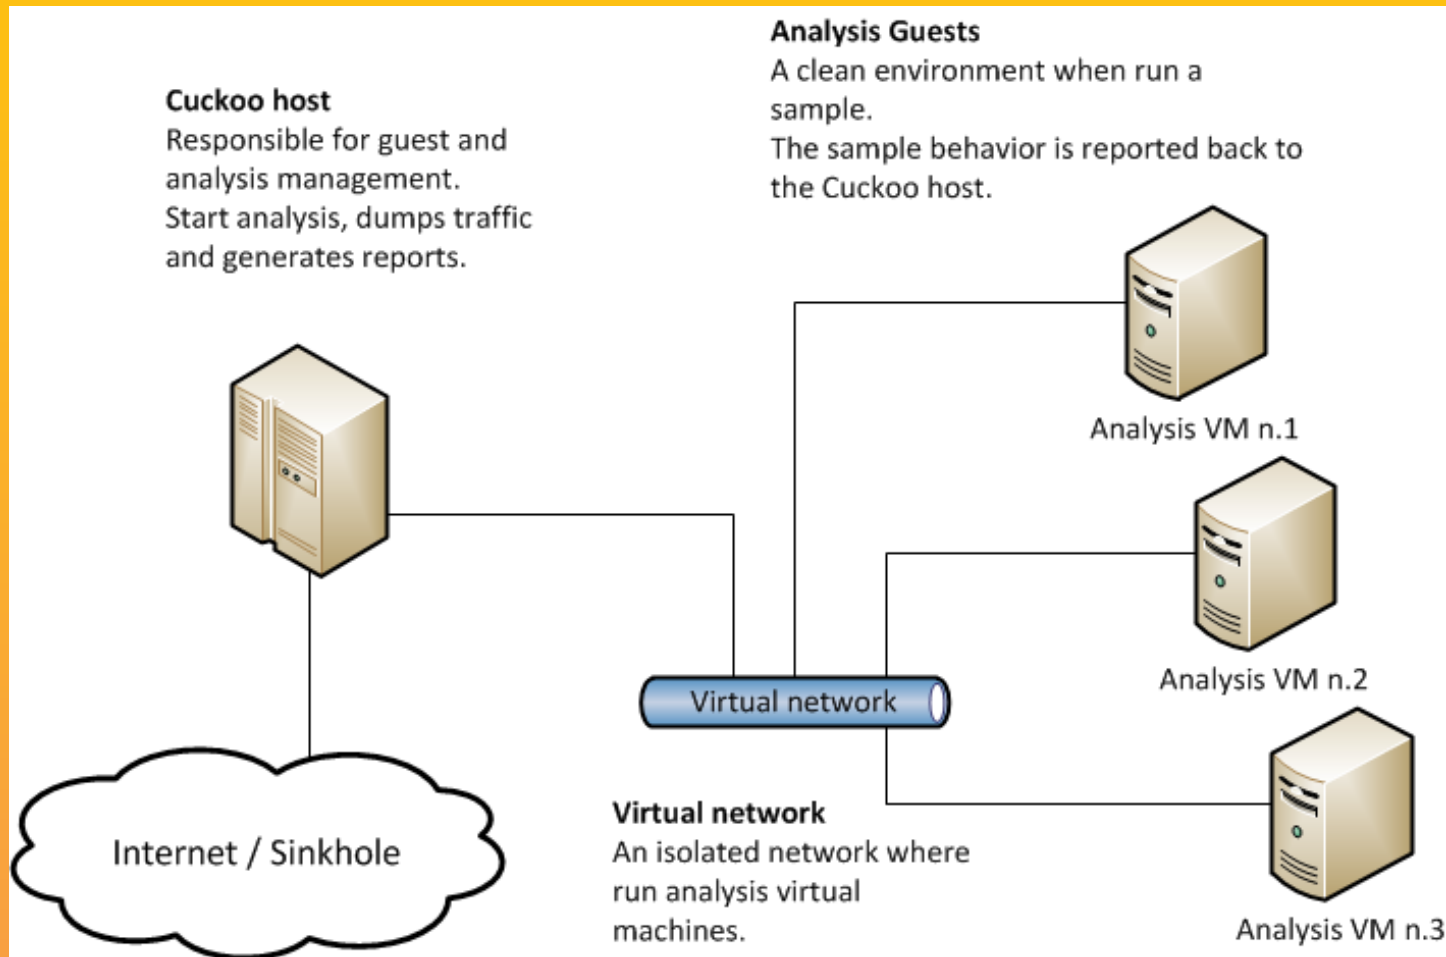 Cuckoo host
Responsible for guest and
analysis management.
Start analysis, dumps traffic
and generates reports.
Analysis Guests
A clean environment when run a
sample.
The sample behavior is reported back to
the Cuckoo host.
Analysis VM n.1
Analysis VM n.2
Virtual network
Internet / Sinkhole
Virtual network
An isolated network where
run analysis virtual
machines.
Analysis VM n.3